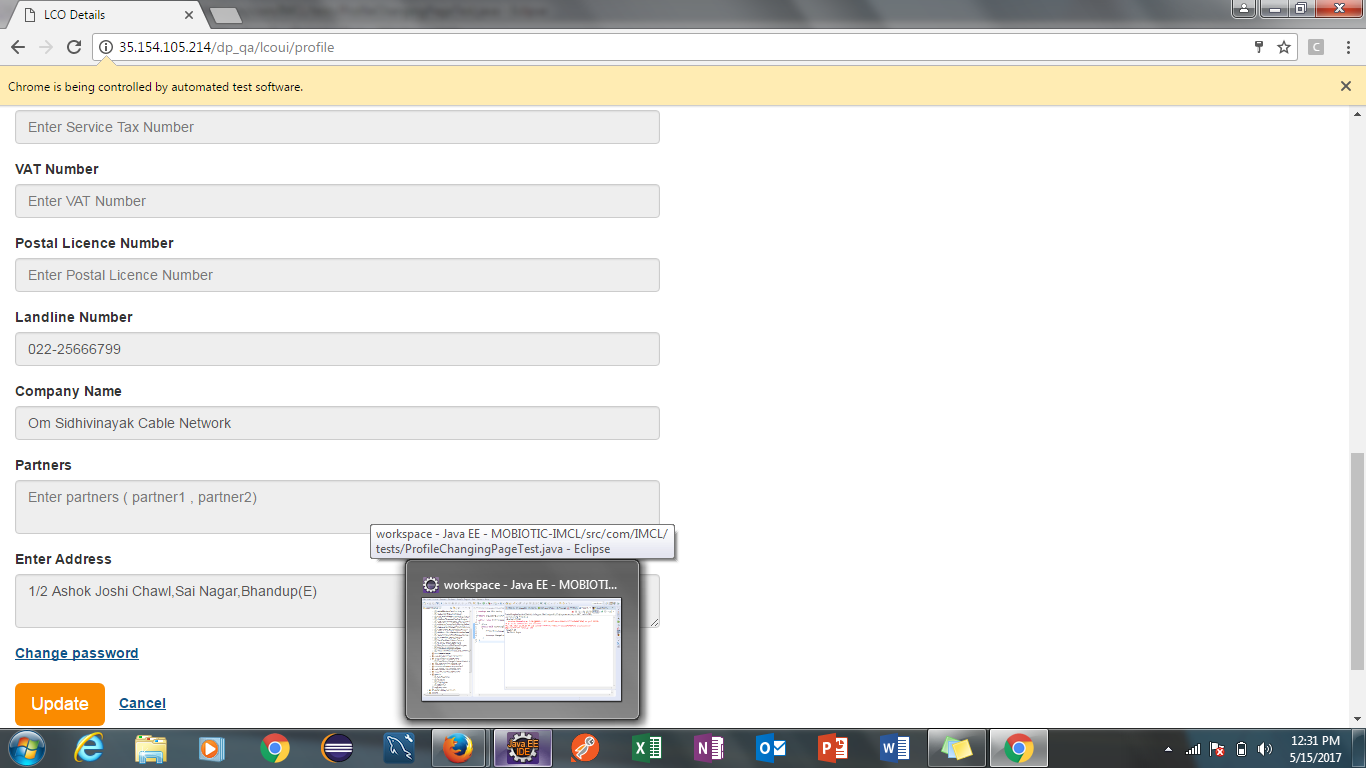 LCO Details
35.154.105.214/dp_qa/lcoui/profile
Chrome is being controlled by automated test software.
Enter Service Tax Number
VAT Number
Enter VAT Number
Postal Licence Number
Enter Postal Licence Number
Landline Number
022-25666799
Company Name
Om Sidhivinayak Cable Network
Partners
Enter partners ( partner1 , partner2)
workspace - Java EE - MOBIOTIC-IMCL/src/com/IMCL/
tests/ProfileChangingPageTest.java - Eclipse
Enter Address
workspace - Java EE - MOBIOTI...
1/2 Ashok Joshi Chawl,Sai Nagar,Bhandup(E)
Change password
Update
Cancel
Java EE
IDE
12:31 PM
5/15/2017